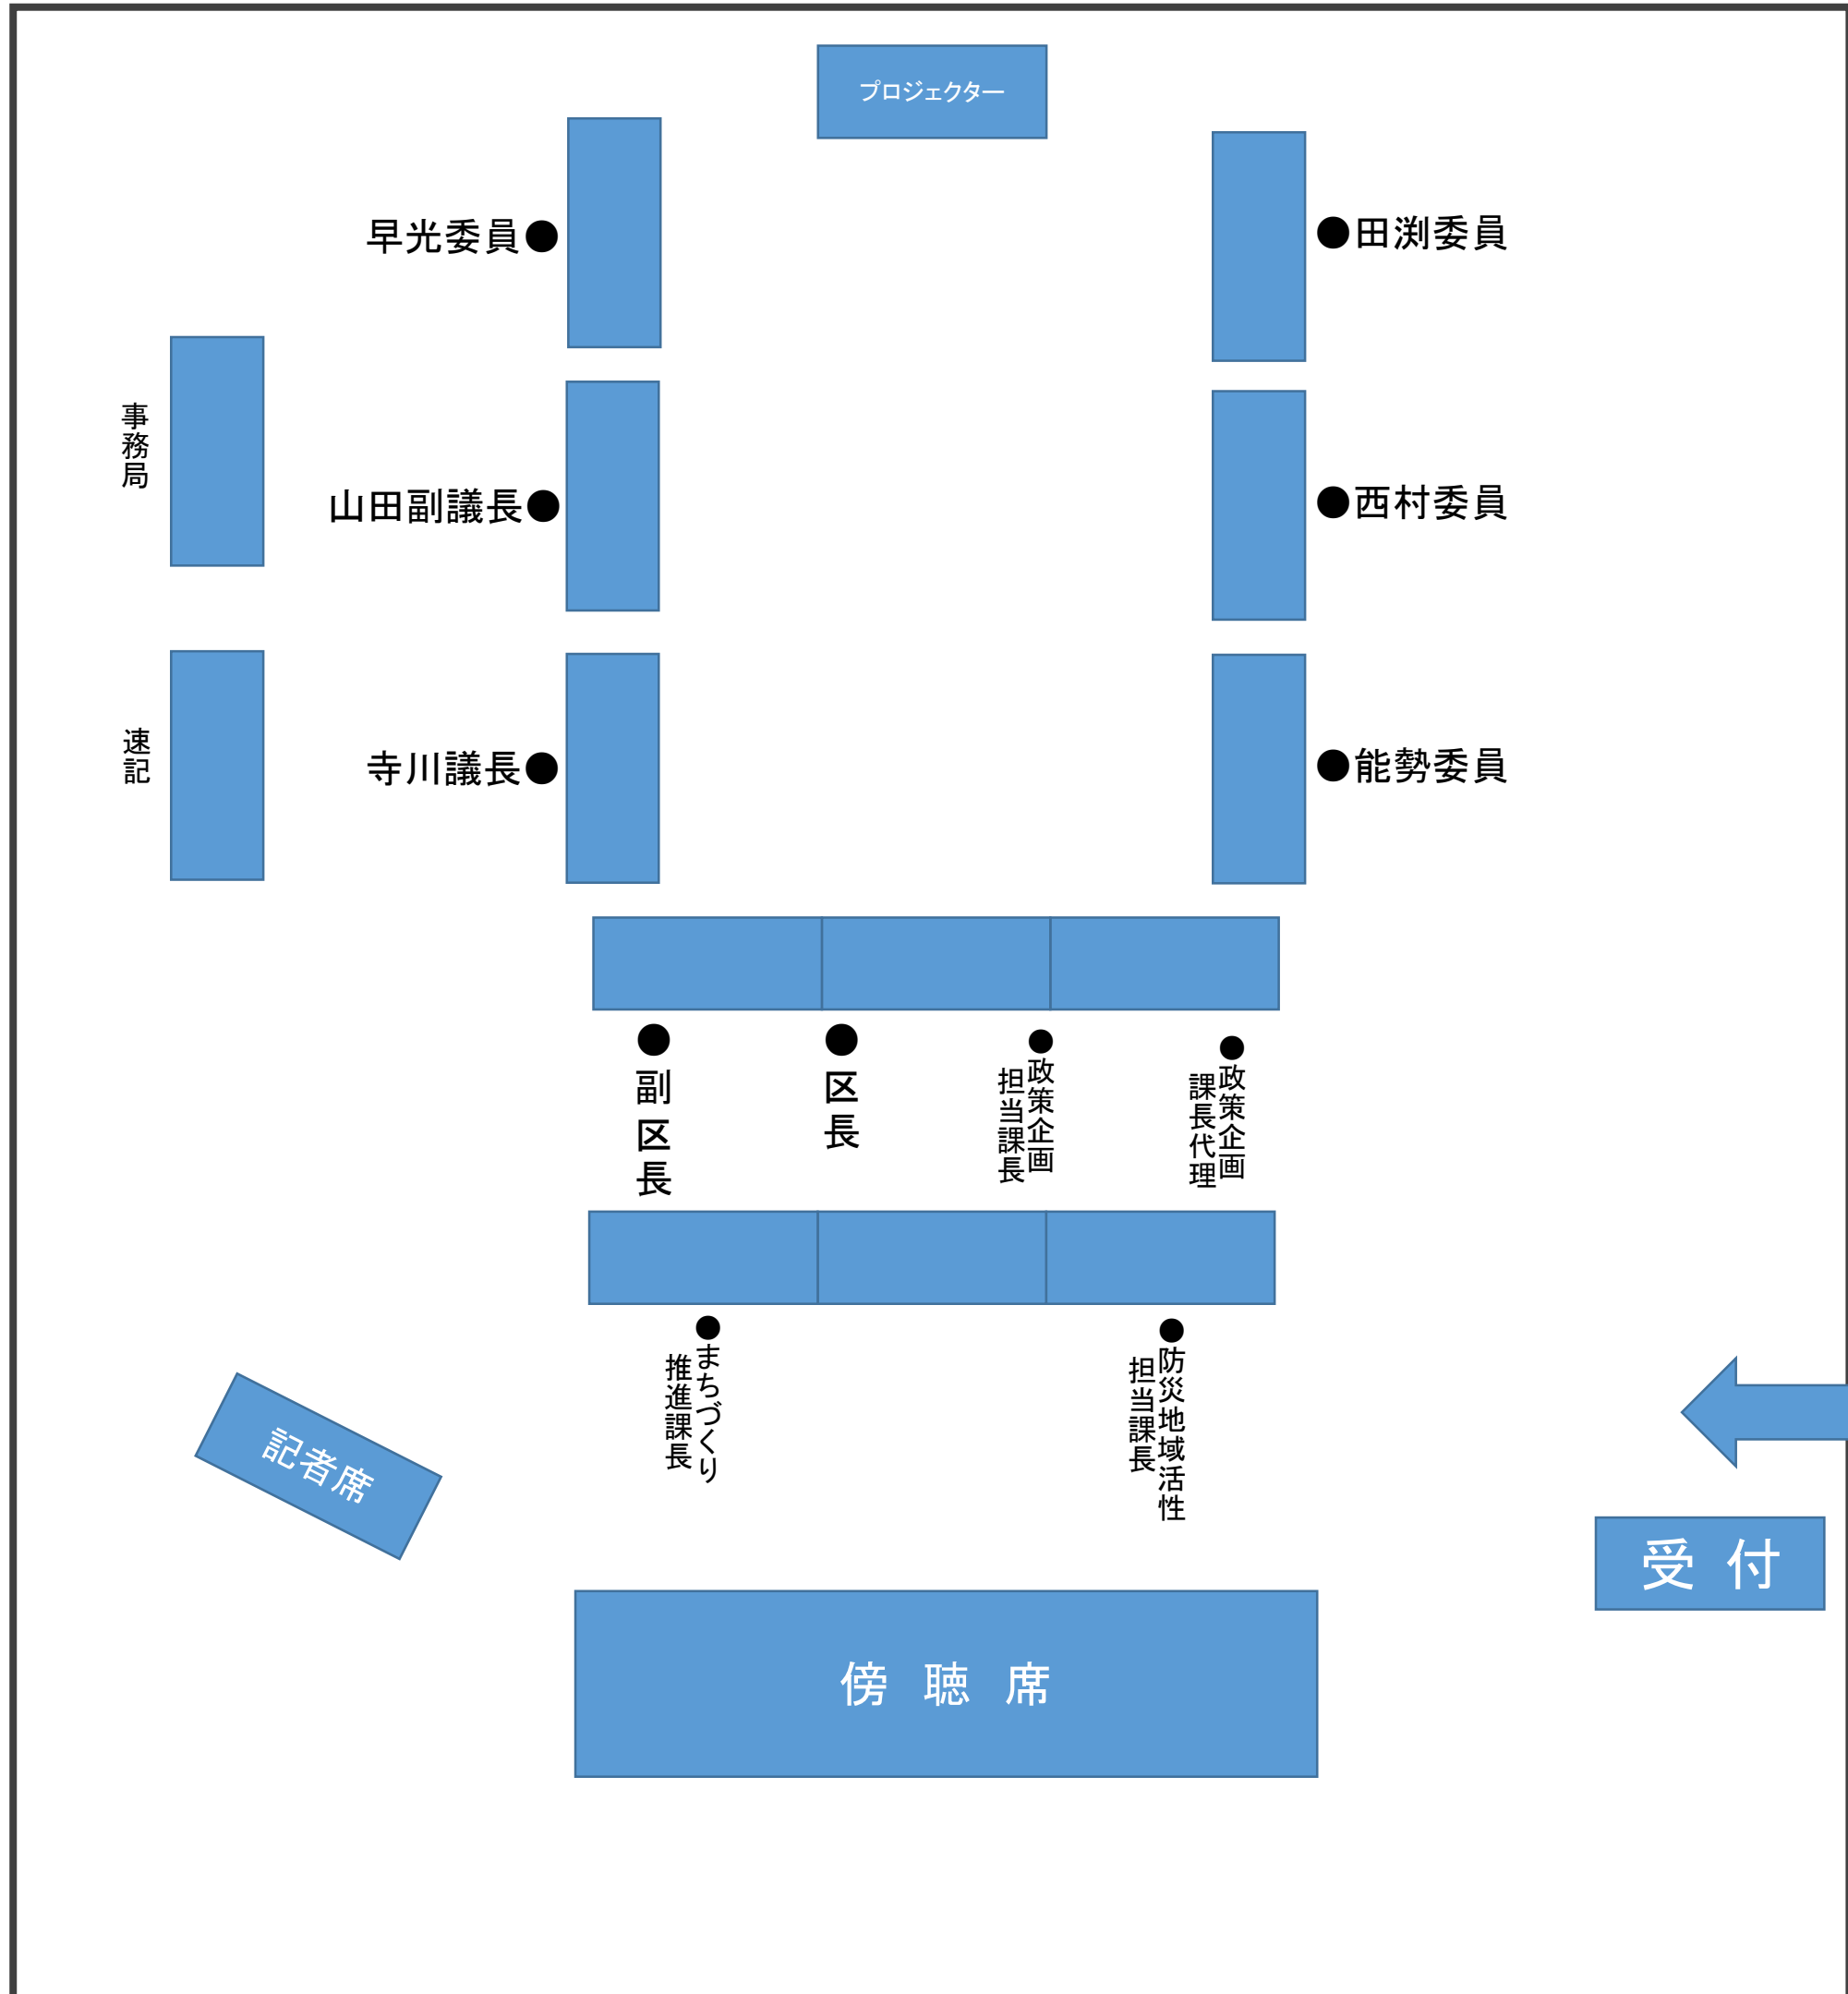 プロジェクター
早光委員●
●田渕委員
事務局
山田副議長●
●西村委員
速記
寺川議長●
●能勢委員
●副区長
●区長
●政策企画
担当課長
●政策企画
課長代理
●まちづくり
推進課長
●防災地域活性
担当課長
記者席
受付
傍聴席